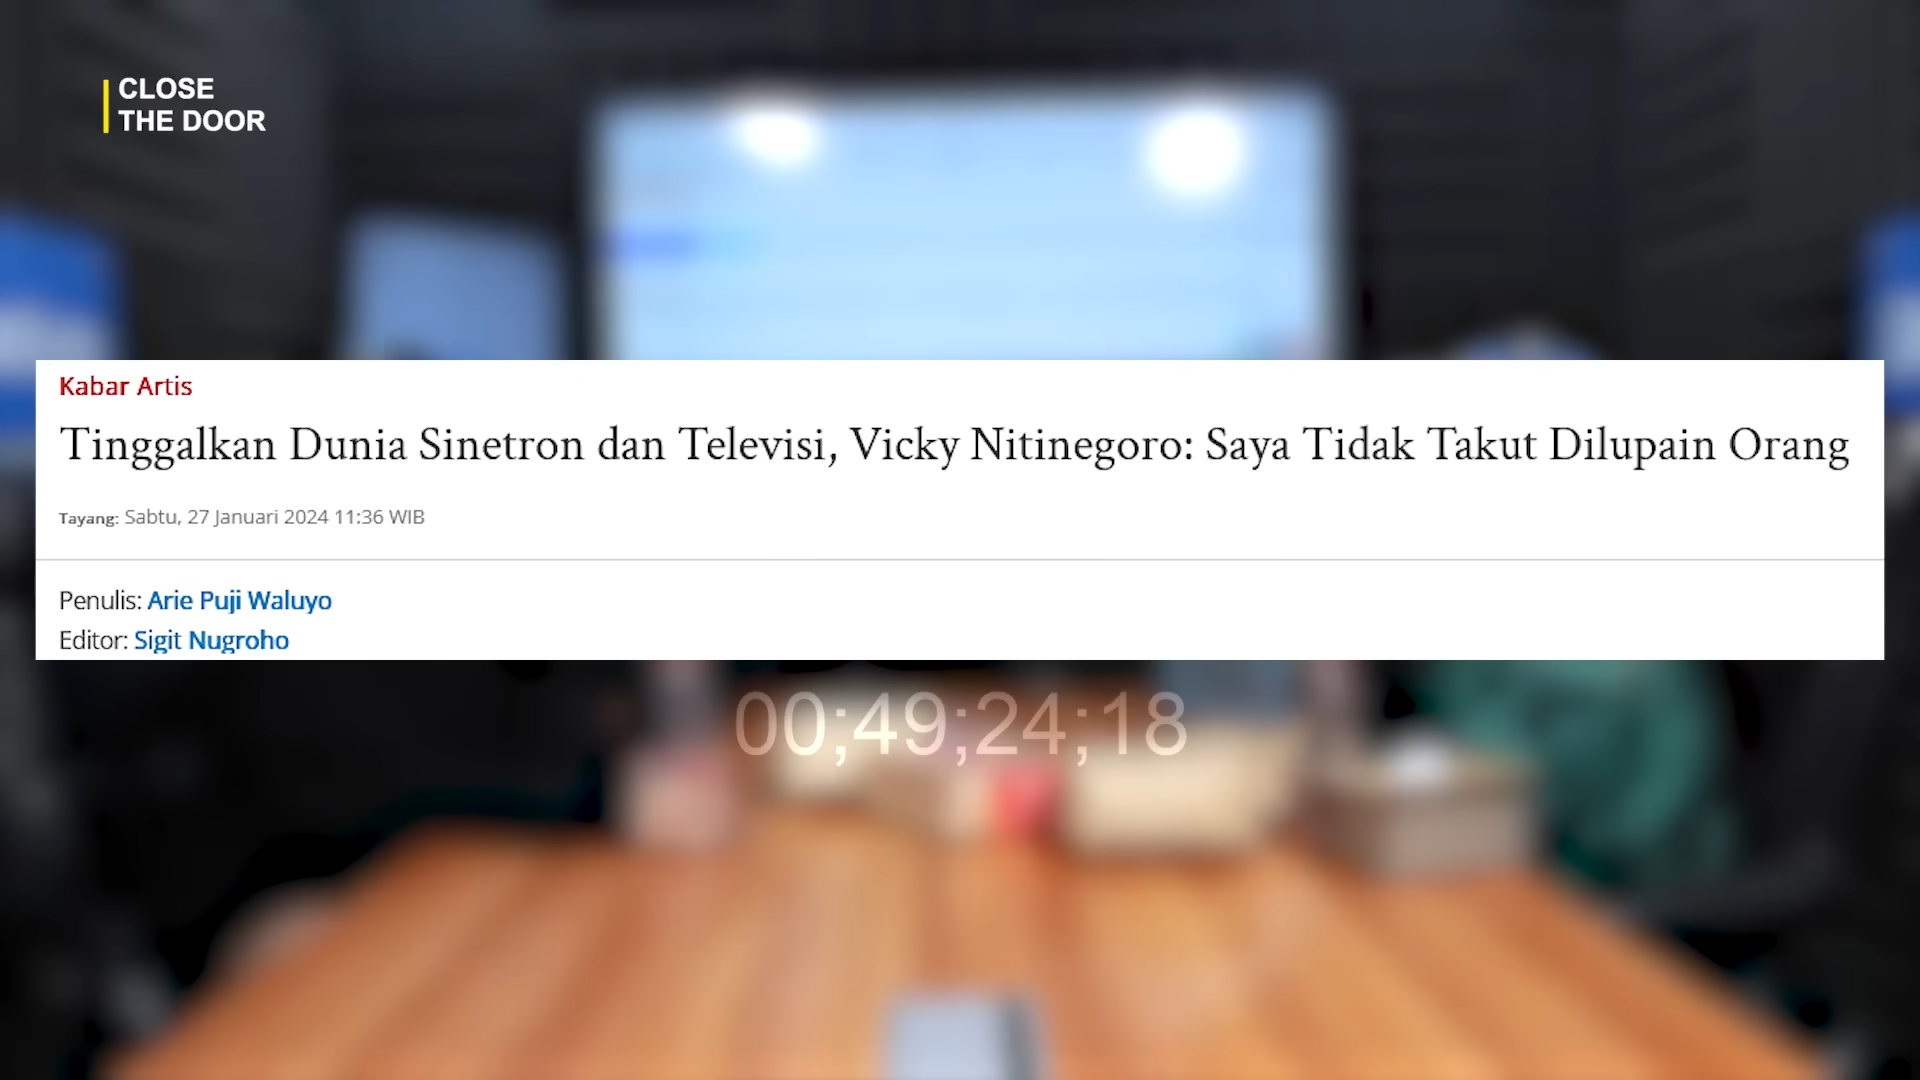 CLOSE
THE DOOR
Kabar Artis
Tinggalkan Dunia Sinetron dan Televisi, Vicky Nitinegoro: Saya Tidak Takut Dilupain Orang
Tayang: Sabtu, 27 Januari 2024 11:36 WIB
Penulis: Arie Puji Waluyo
Editor: Sigit Nugroho
00;49;24;18